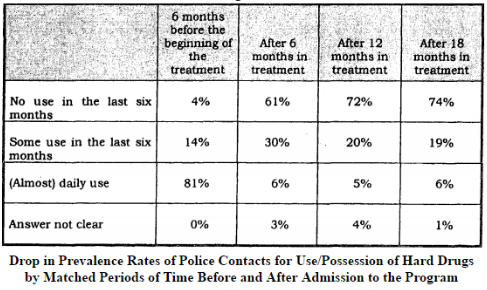 6 months
before the
beginning of
the
treatment
After 6
months in
treatment
After 12
months in
treatment
After 18
months in
treatment
No use in the last six
months
4%
61%
72%
74%
Some use in the last six
months
14%
30%
20%
19%
(Almost) daily use
81%
6%
5%
6%
Answer not clear
0%
3%
4%
1%
Drop in Prevalence Rates of Police Contacts for Use/Possession of Hard Drugs
by Matched Periods of Time Before and After Admission to the Program